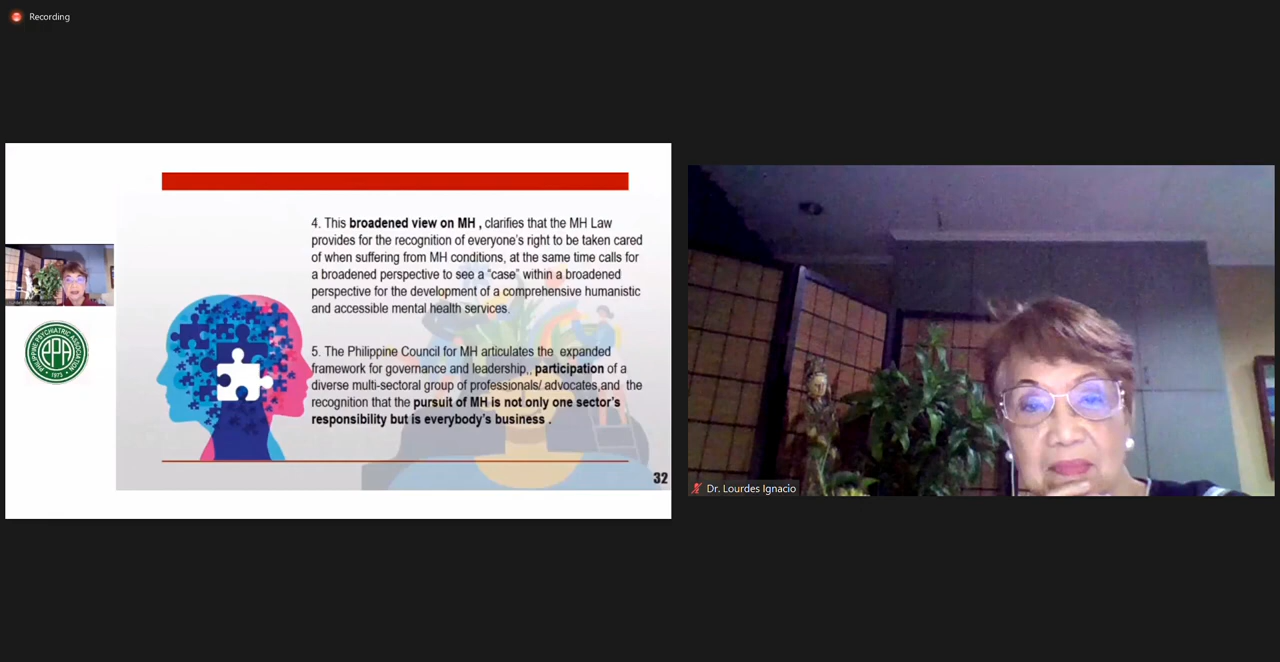 Recording
4. This broadened view on MH , clarifies that the MH Law
provides for the recognition of everyone's right to be taken cared
of when suffering from MH conditions, at the same time calls for
a broadened perspective to see a “case” within a broadened
perspective for the development of a comprehensive humanistic
and accessible mental health services.
PHILIPPINE PSYCHIATRIC ASSOCIATION
PPA
1972
5. The Philippine Council for MH articulates the expanded
framework for governance and leadership,, participation of a
diverse multi-sectoral group of professionals/ advocates,and the
recognition that the pursuit of MH is not only one sector's
responsibility but is everybody's business .
32
Dr. Lourdes Ignacio